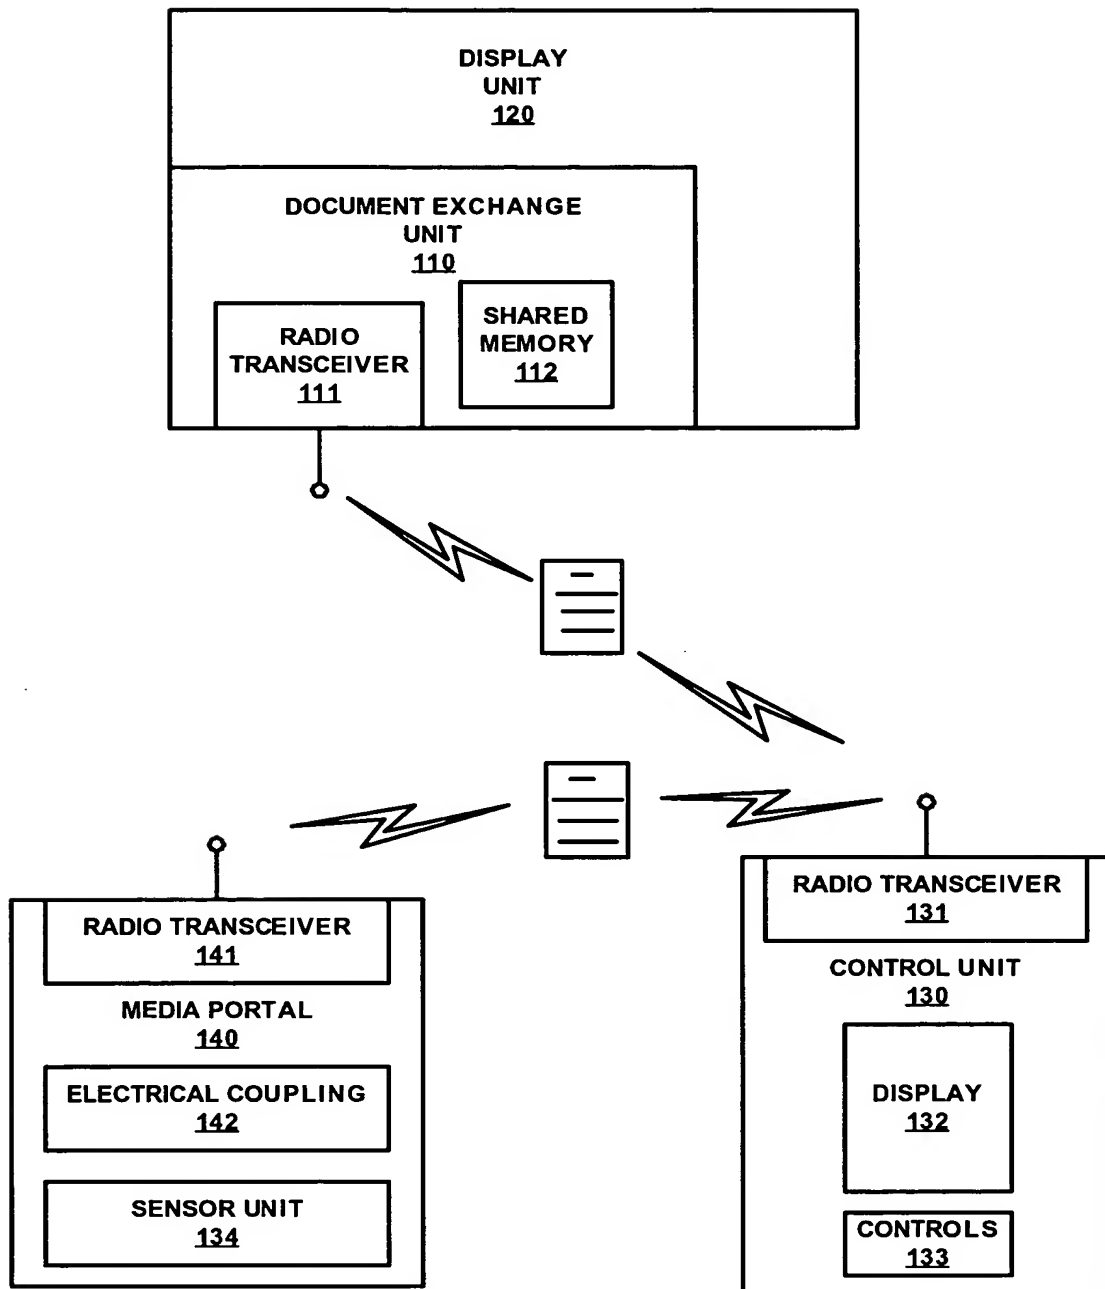 DISPLAY
UNIT
120
DOCUMENT EXCHANGE
UNIT
110
RADIO
TRANSCEIVER
111
SHARED
MEMORY
112
RADIO TRANSCEIVER
141
MEDIA PORTAL
140
ELECTRICAL COUPLING
142
SENSOR UNIT
134
RADIO TRANSCEIVER
131
CONTROL UNIT
130
DISPLAY
132
CONTROLS
133